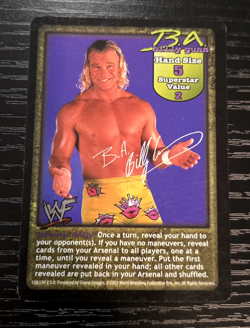 B.A.
billy gunn
Hand Size
5
Superstar
Value
2
B.A. Billy
WF
Once a turn, reveal your hand to
your opponent(s). If you have no maneuvers, reveal
cards from your Arsenal to all players, one at a
time, until you reveal a maneuver. Put the first
maneuver revealed in your hand; all other cards
revealed are put back in your Arsenal and shuffled.